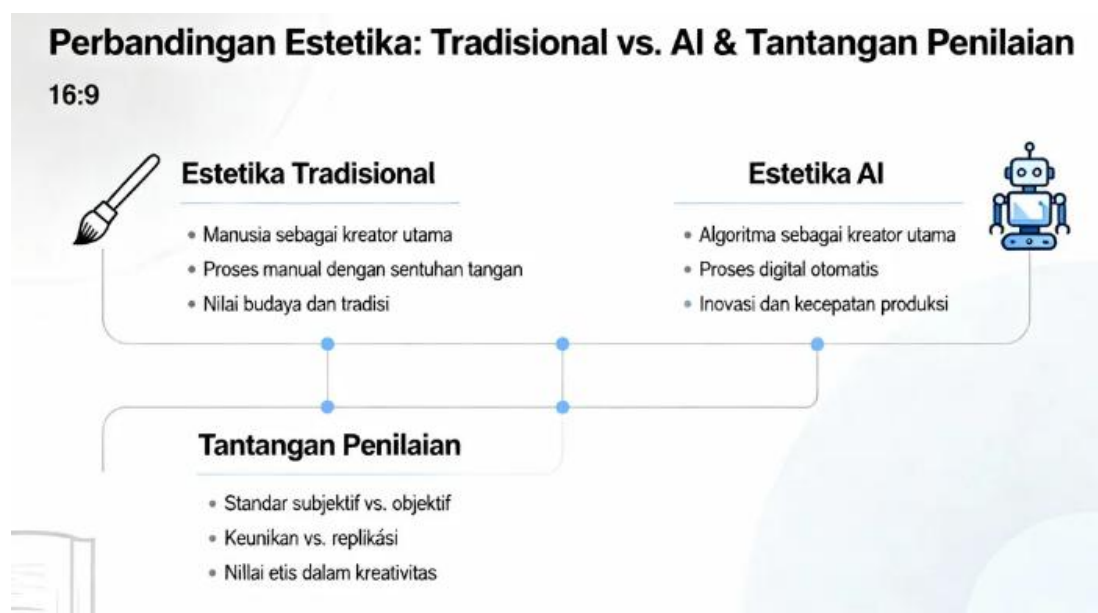 Perbandingan Estetika: Tradisional vs. AI & Tantangan Penilaian
16:9
Estetika Tradisional
• Manusia sebagai kreator utama
• Proses manual dengan sentuhan tangan
• Nilai budaya dan tradisi
Estetika AI
• Algoritma sebagai kreator utama
• Proses digital otomatis
• Inovasi dan kecepatan produksi
Tantangan Penilaian
• Standar subjektif vs. objektif
• Keunikan vs. replikási
• Nillai etis dalam kreativitas